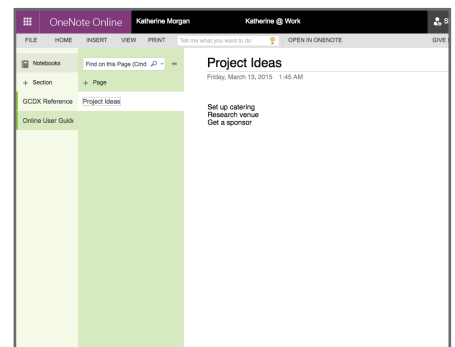 OneNote Online Katherine Morgan Katherine @ Work S
FILE HOME INSERT VIEW PRINT Tell me what you want to do OPEN IN ONENOTE GIVE
Notebooks
Find on this Page (Cmd
+ Section
+ Page
GCDX Reference
Project Ideas
Online User Guide
Project Ideas
Friday, March 13, 2015 1:45 AM
Set up catering
Research venue
Get a sponsor